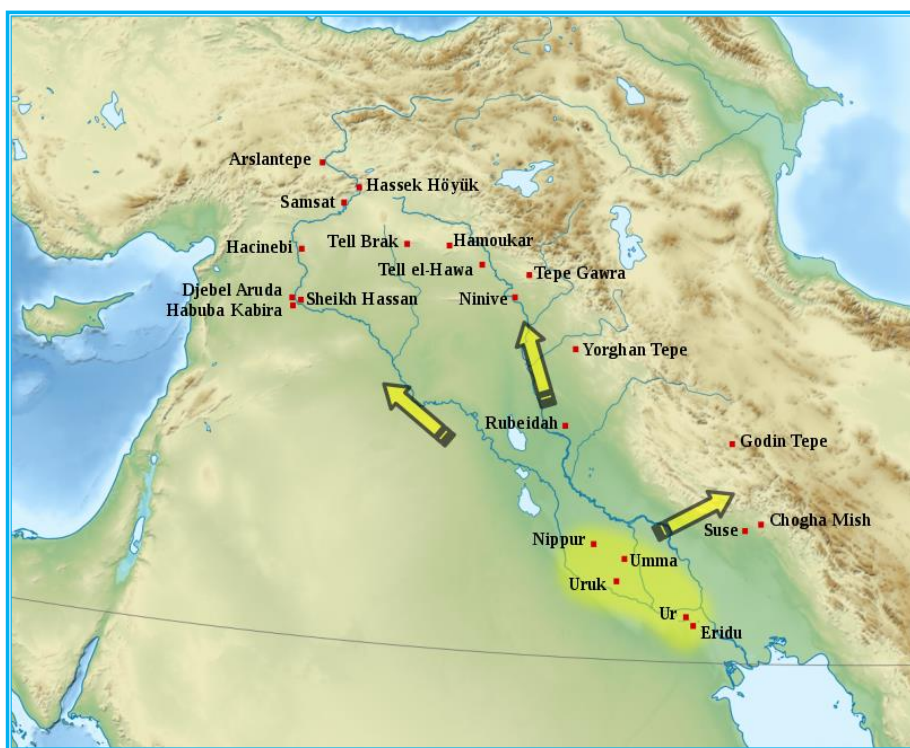 Arslantepe
Hassek Höyük
Samsat
Hacinebi
Tell Brak
Hamoukar
Tell el-Hawa
Tepe Gawra
Djebel Aruda
Sheikh Hassan
Ninive
Habuba Kabira
Yorghan Tepe
Rubeidah
Godin Tepe
Chogha Mish
Suse
Nippur
Umma
Uruk
Ur
Eridu